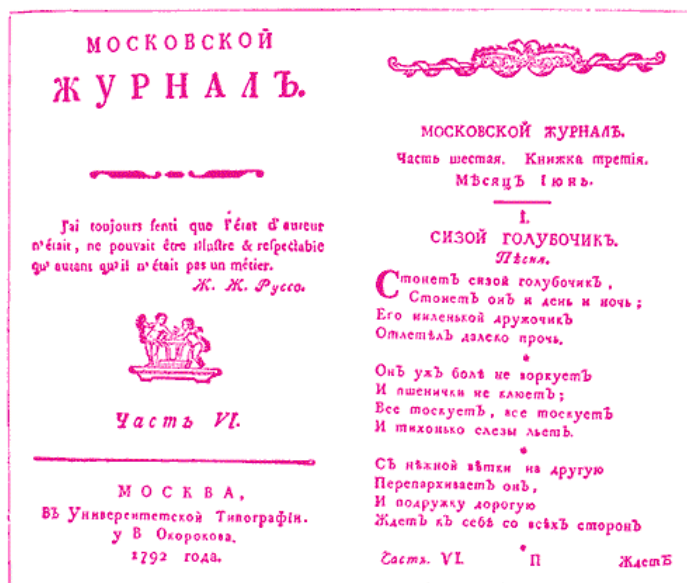 МОСКОВСКОЙ
ЖУРНАЛЪ.
J'ai toujours ſenti que l'état d'auteur
n'était, ne pouvait être illuſtre & reſpectable
qu'autant qu'il n'était pas un métier.
Ж. Ж. Руссо.
Часть VI.
МОСКВА,
Въ Университетской Типографіи.
у В Окорокова.
1792 года.
МОСКОВСКОЙ ЖУРНАЛЪ.
Часть шестая. Книжка третія.
Мѣсяцъ Іюнь.
I.
СИЗОЙ ГОЛУБОЧИКЪ.
Пѣсня.
Стонетъ сизой голубочикъ,
Стонетъ онъ и день и ночь;
Его миленькой дружочикъ
Отлетѣлъ далеко прочь.
*
Онъ ужъ болѣ не воркуетъ
И пшенички не клюетъ;
Все тоскуетъ, все тоскуетъ
И тихонько слезы льетъ.
*
Съ нѣжной вѣтки на другую
Перепархиваетъ онъ,
И подружку дорогую
Ждетъ къ себѣ со всѣхъ сторонъ
*
Часть. VI. П Ждетъ